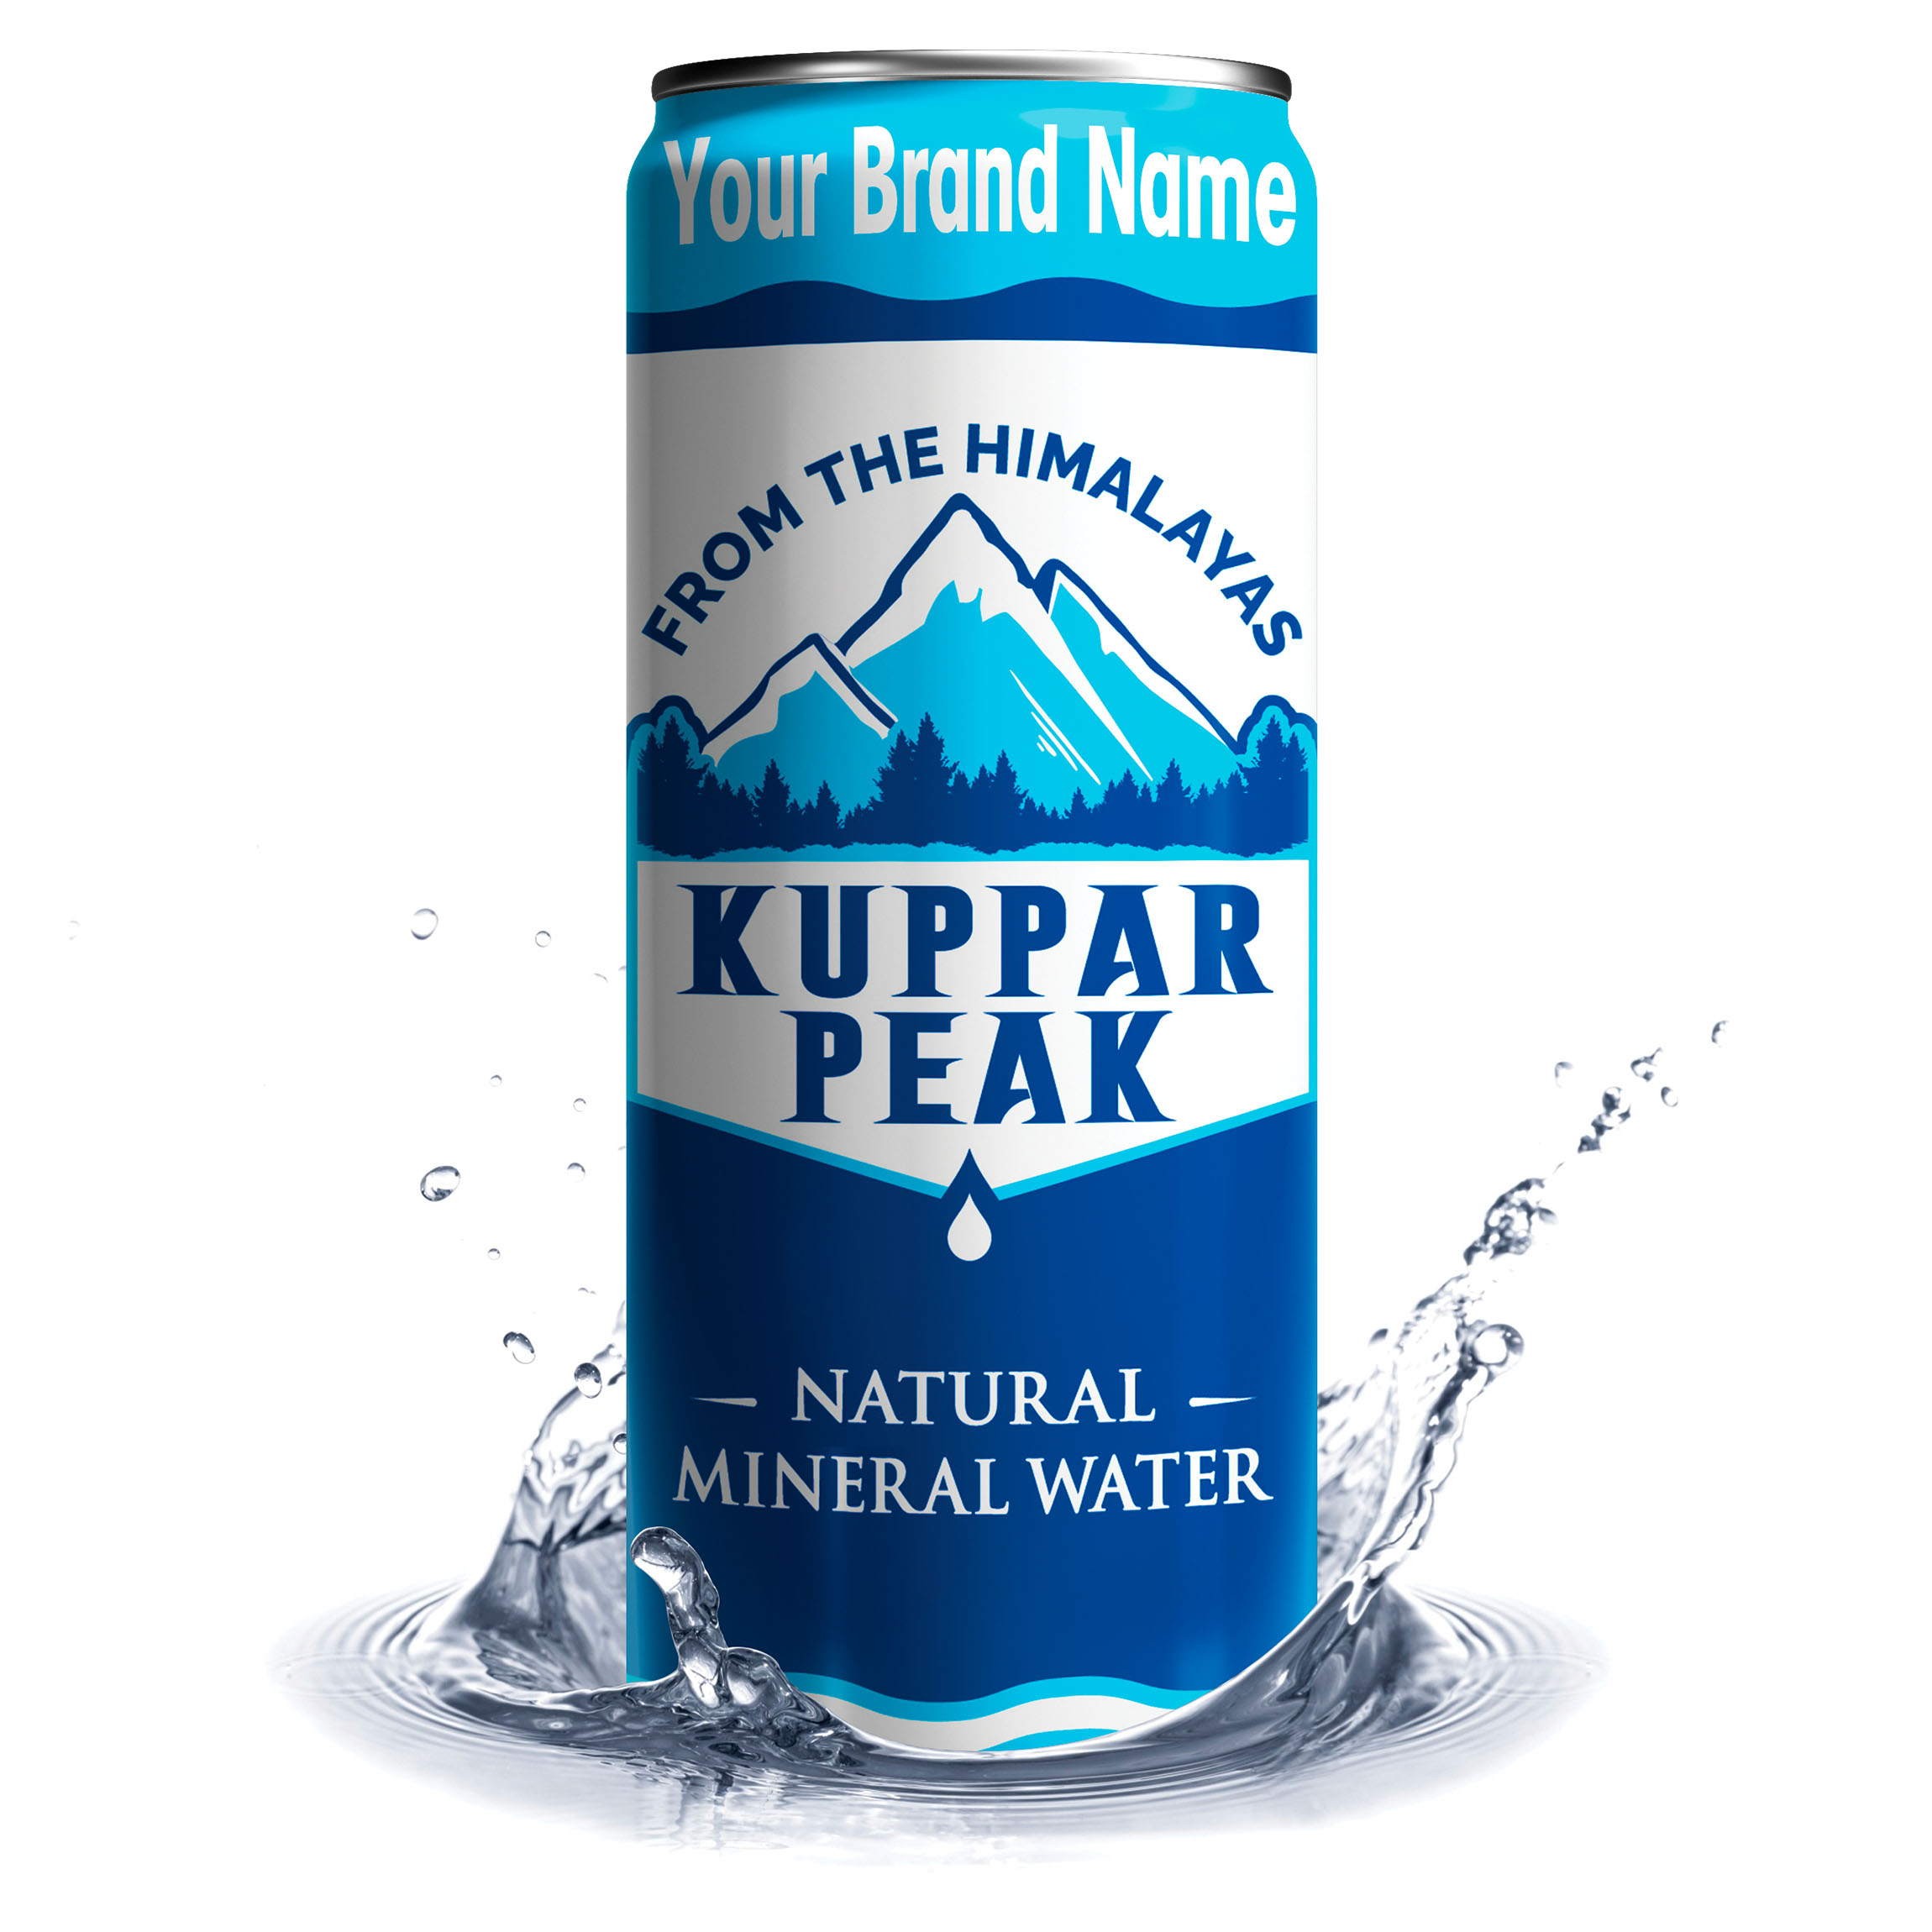 Your Brand Name
FROM THE HIMALAYAS
KUPPAR
PEAK
NATURAL
MINERAL WATER